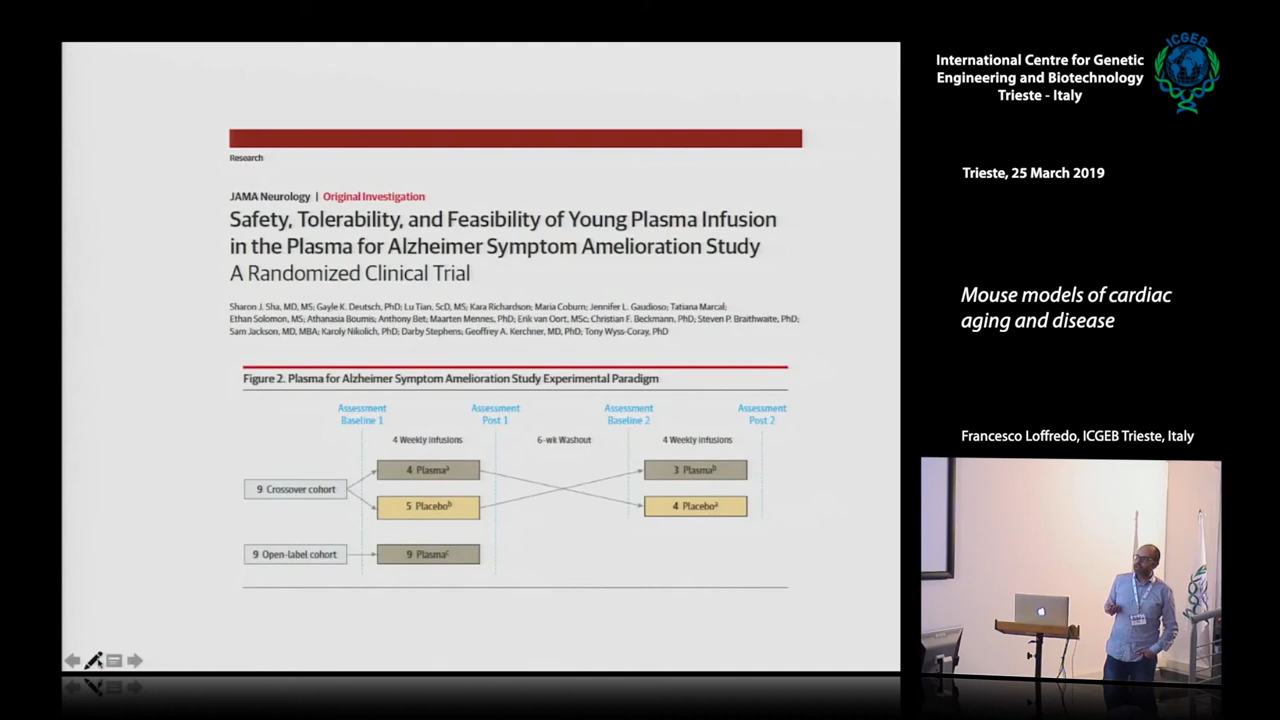 Research
JAMA Neurology | Original Investigation
Safety, Tolerability, and Feasibility of Young Plasma Infusion
in the Plasma for Alzheimer Symptom Amelioration Study
A Randomized Clinical Trial
Sharon J. Sha, MD, MS; Gayle K. Deutsch, PhD; Lu Tian, ScD, MS; Kara Richardson; Maria Coburn; Jennifer L. Gaudioso; Tatiana Marcal;
Ethan Solomon, MS; Athanasia Boumis; Anthony Bet; Maarten Mennes, PhD; Erik van Oort, MSc; Christian F. Beckmann, PhD; Steven P. Braithwaite, PhD;
Sam Jackson, MD, MBA; Karoly Nikolich, PhD; Darby Stephens; Geoffrey A. Kerchner, MD, PhD; Tony Wyss-Coray, PhD
Figure 2. Plasma for Alzheimer Symptom Amelioration Study Experimental Paradigm
Assessment
Baseline 1
Assessment
Post 1
Assessment
Baseline 2
Assessment
Post 2
4 Weekly infusions
6-wk Washout
4 Weekly infusions
9 Crossover cohort
4 Plasmaa
5 Placebob
3 Plasmab
4 Placeboa
9 Open-label cohort
9 Plasmac
International Centre for Genetic
Engineering and Biotechnology
Trieste - Italy
ICGEB
Trieste, 25 March 2019
Mouse models of cardiac
aging and disease
Francesco Loffredo, ICGEB Trieste, Italy